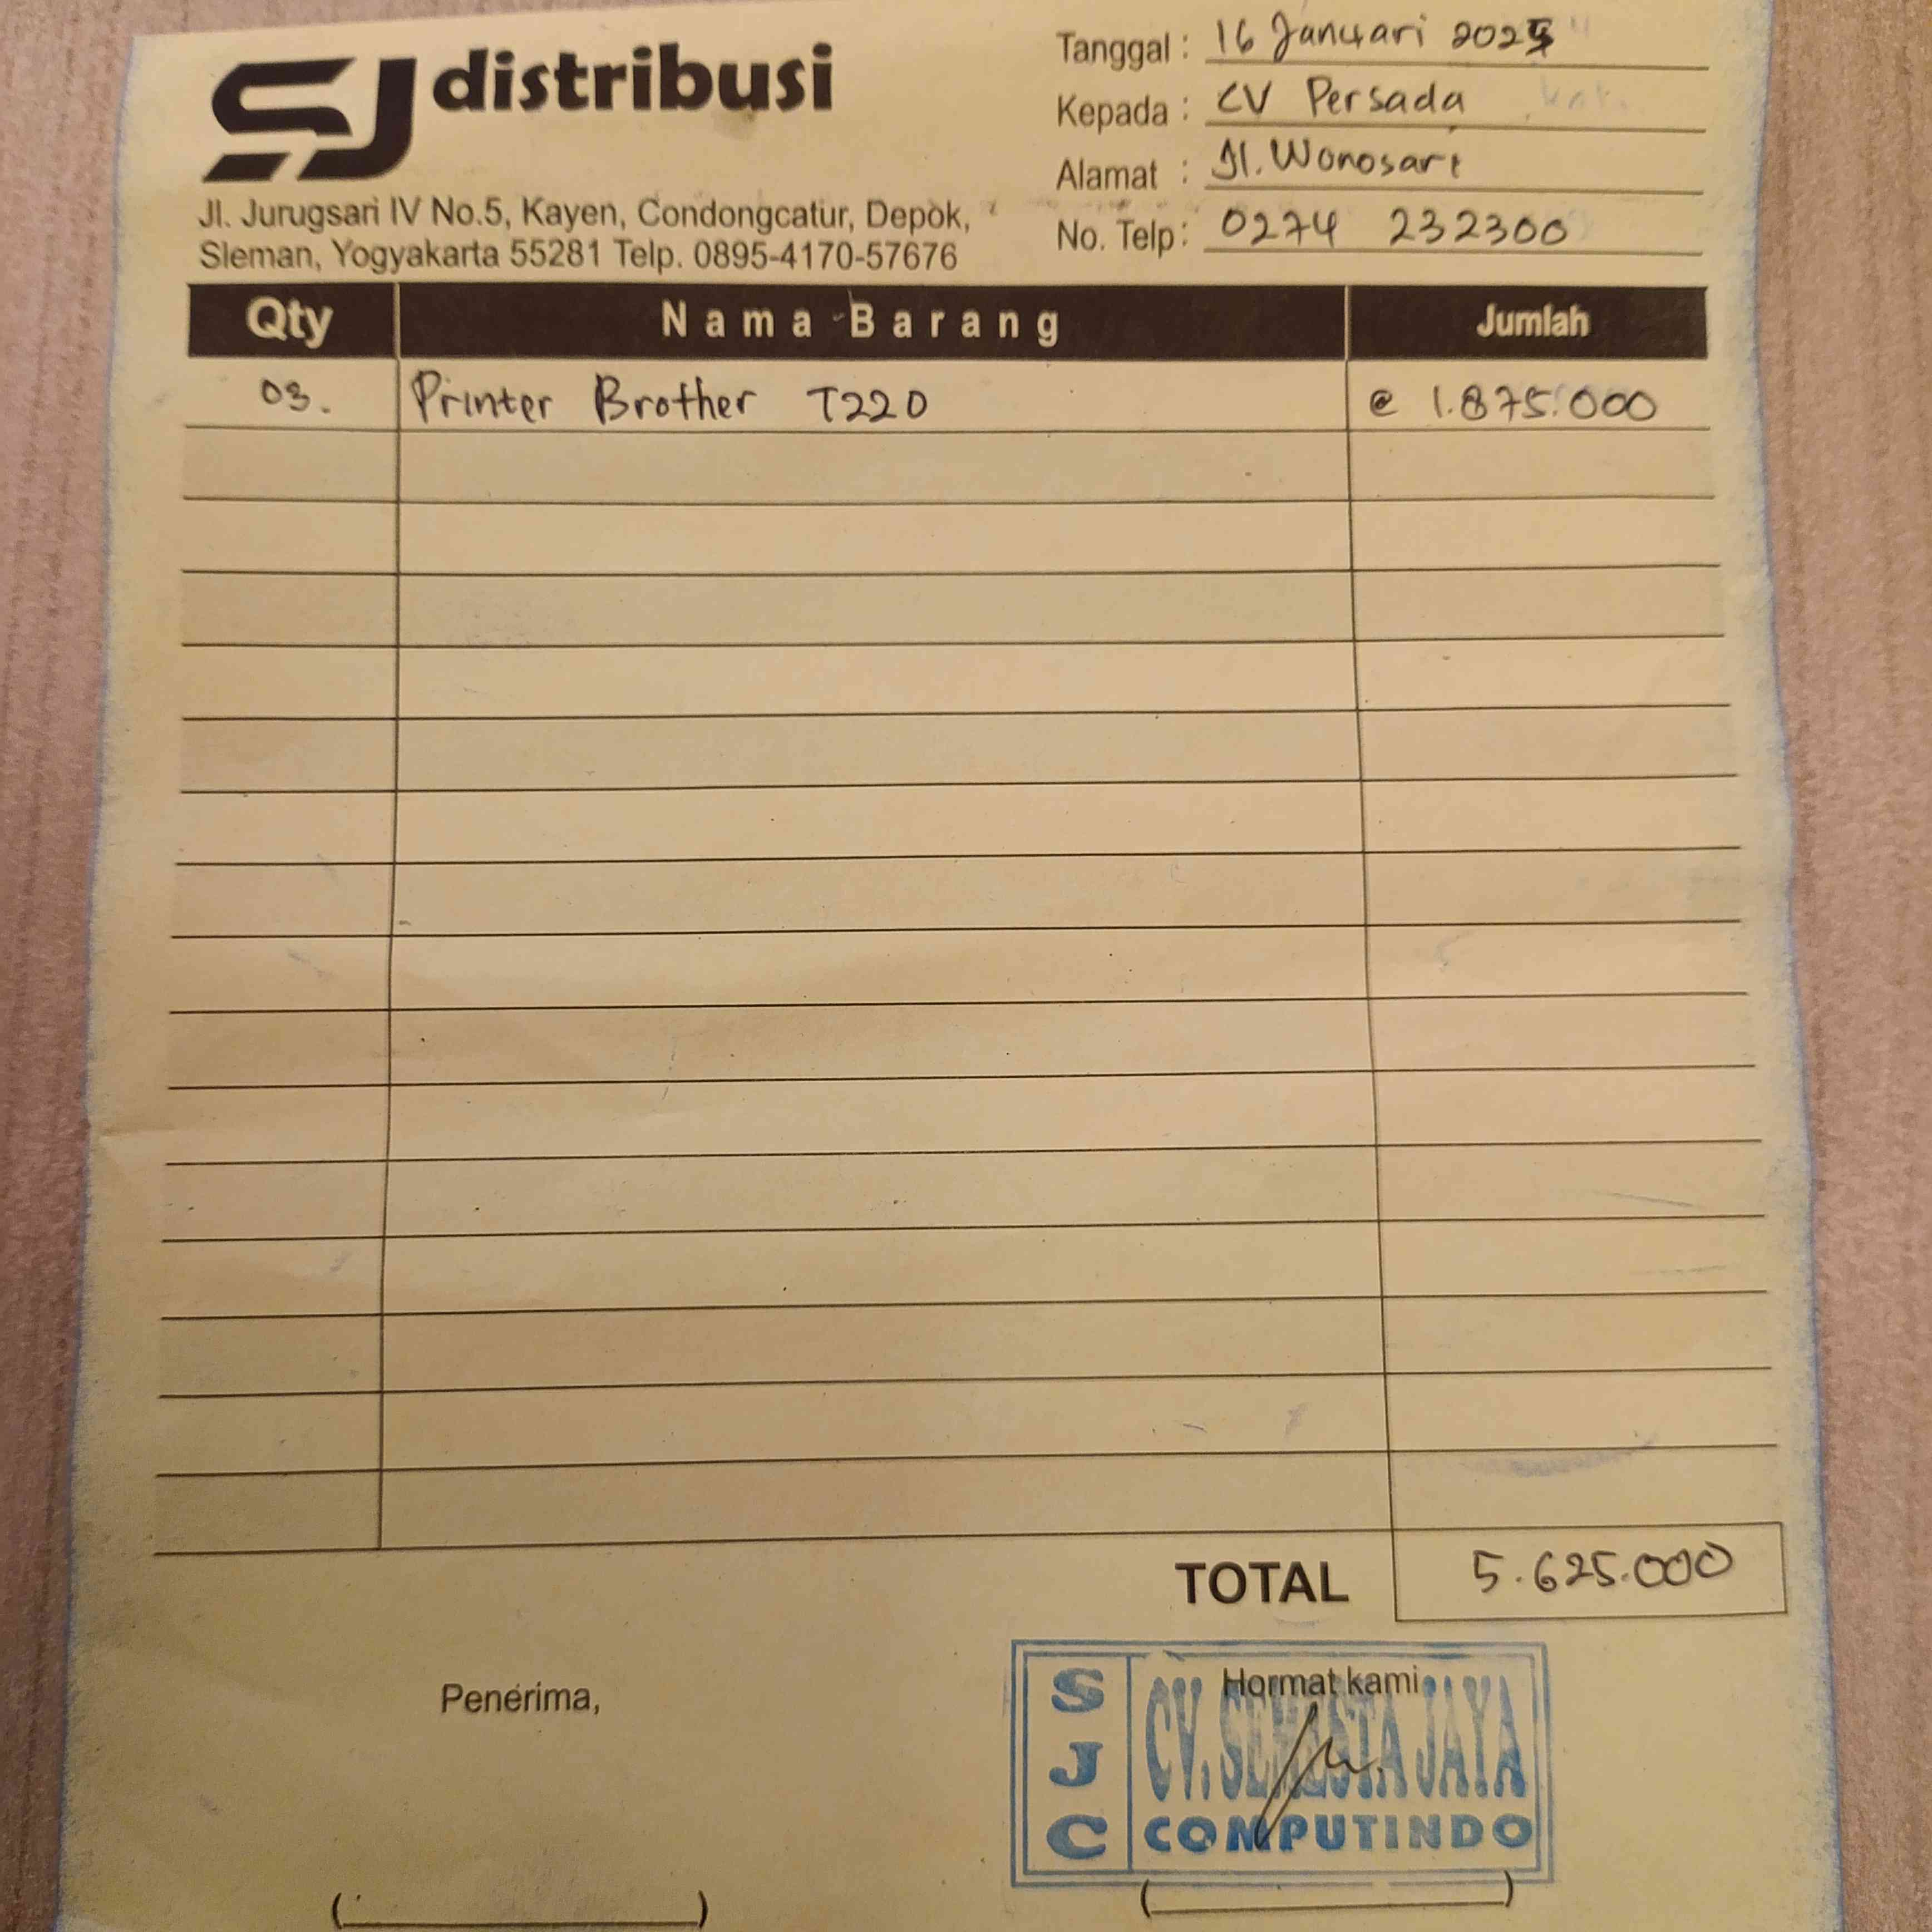 SJ distribusi
Jl. Jurugsari IV No.5, Kayen, Condongcatur, Depok,
Sleman, Yogyakarta 55281 Telp. 0895-4170-57676
Tanggal : 16 Januari 2025
Kepada : CV Persada
Alamat : Jl. Wonosari
No. Telp : 0274 232300
Qty Nama Barang Jumlah
03. Printer Brother T220 @ 1.875.000
TOTAL 5.625.000
Penerima,
Hormat kami
SJC
CV. SEMESTA JAYA
COMPUTINDO